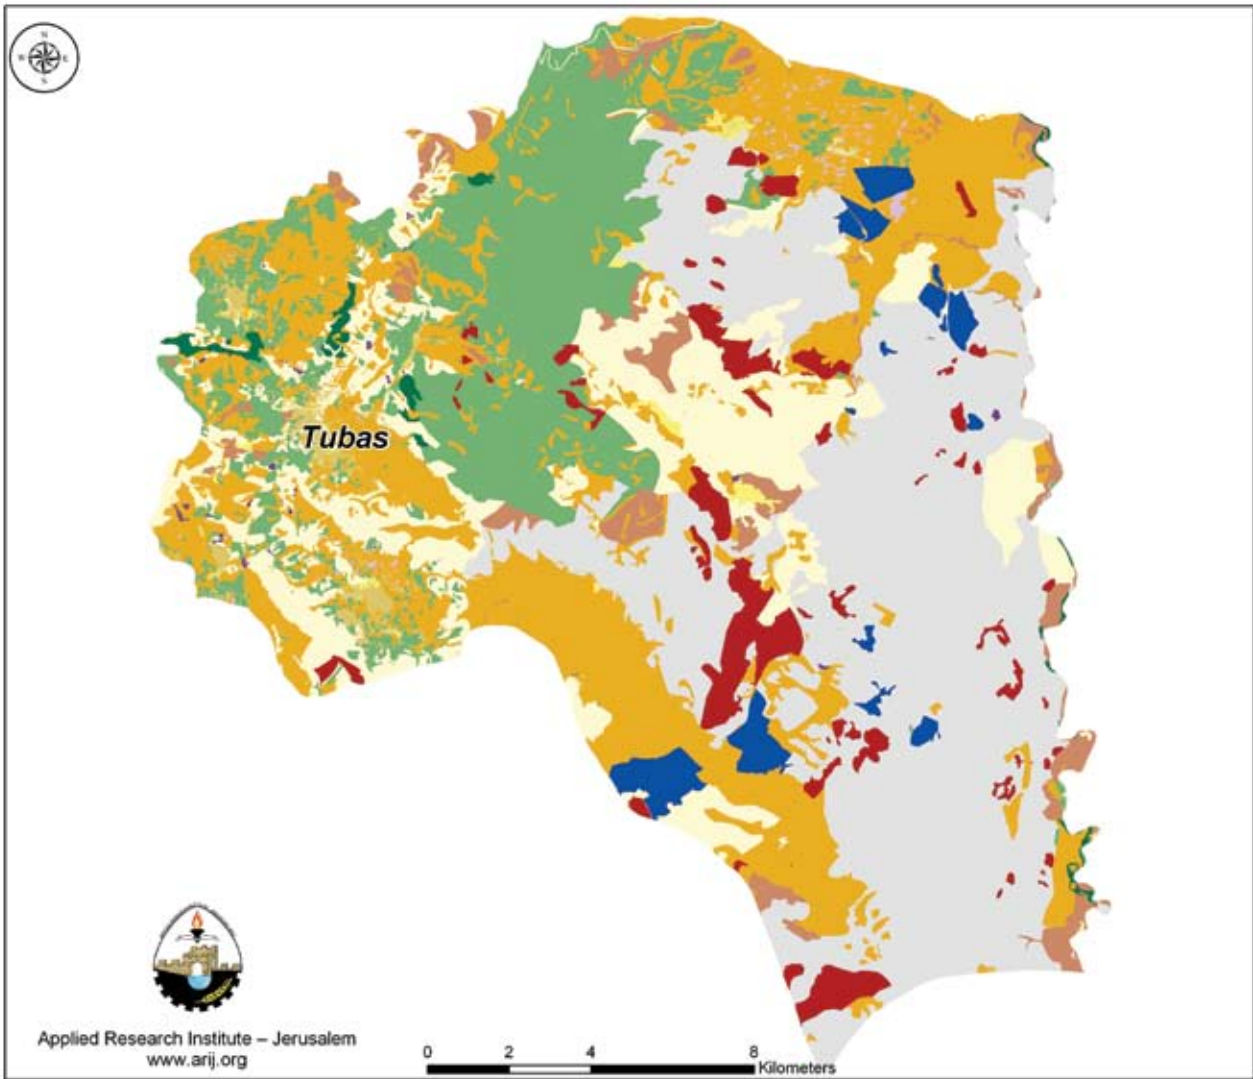 N
W E
S
Tubas
Applied Research Institute – Jerusalem
www.arij.org
0 2 4 8
Kilometers